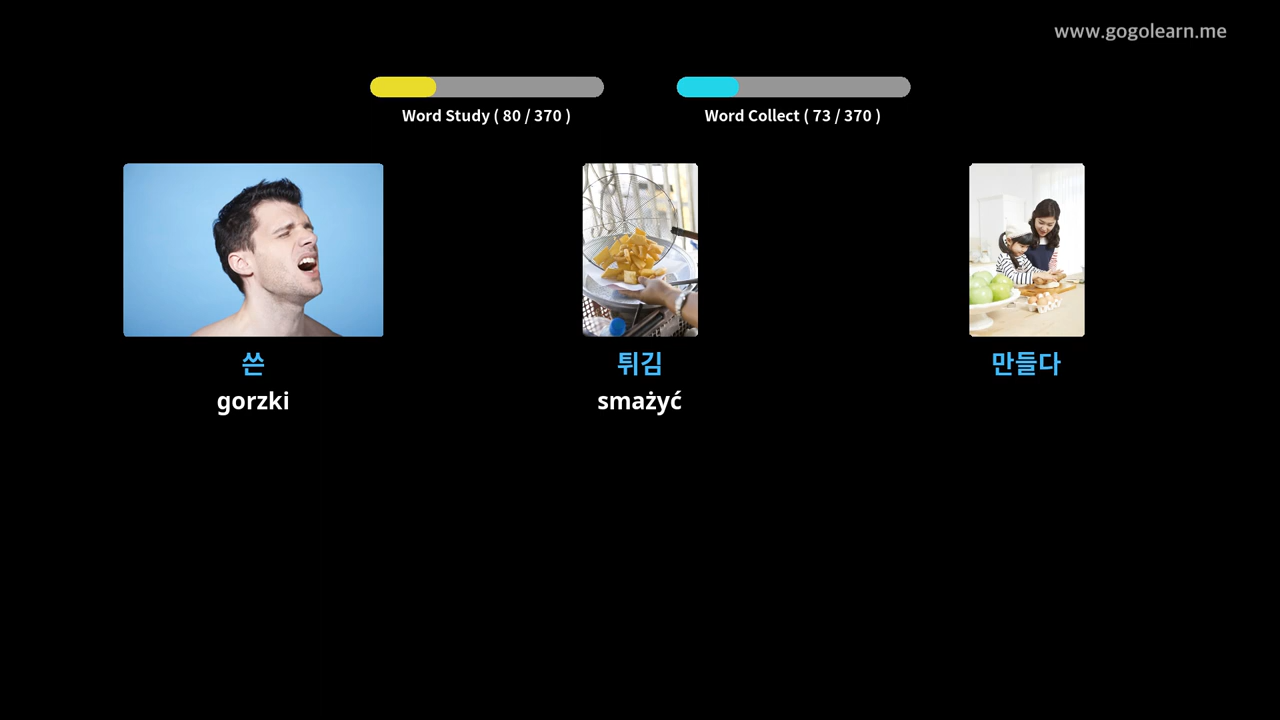 www.gogolearn.me
Word Study ( 80 / 370 )
Word Collect ( 73 / 370 )
쓴
gorzki
튀김
smażyć
만들다